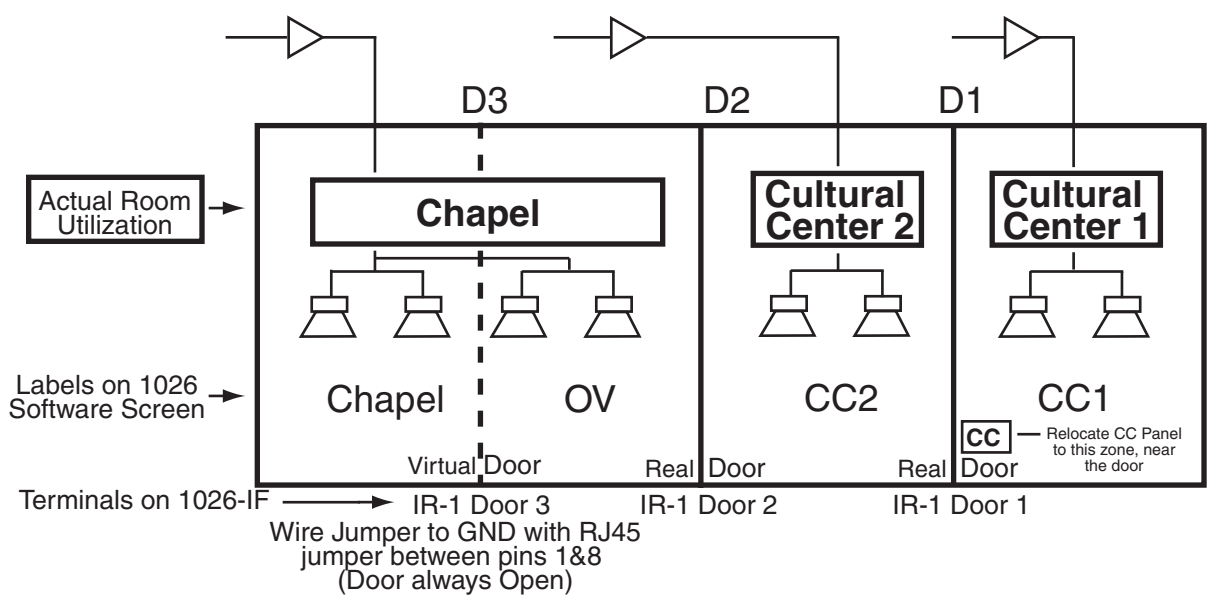 D3
D2
D1
Actual Room
Utilization
Chapel
Cultural
Center 2
Cultural
Center 1
Labels on 1026
Software Screen
Chapel
OV
CC2
CC1
CC
Relocate CC Panel
to this zone, near
the door
Virtual Door
Real Door
Real Door
Terminals on 1026-IF
IR-1 Door 3
IR-1 Door 2
IR-1 Door 1
Wire Jumper to GND with RJ45
jumper between pins 1&8
(Door always Open)